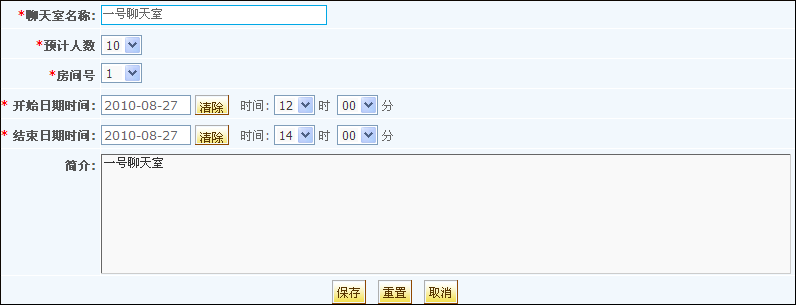 *聊天室名称: 一号聊天室
*预计人数 10
*房间号 1
* 开始日期时间: 2010-08-27 清除 时间: 12 时 00 分
* 结束日期时间: 2010-08-27 清除 时间: 14 时 00 分
简介: 一号聊天室
保存 重置 取消